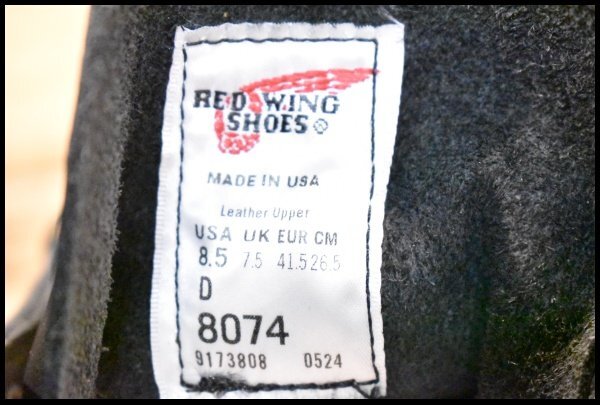 RED WING
SHOES®
MADE IN USA
Leather Upper
USA UK EUR CM
8.5 7.5 41.5 26.5
D
8074
9173808 0524